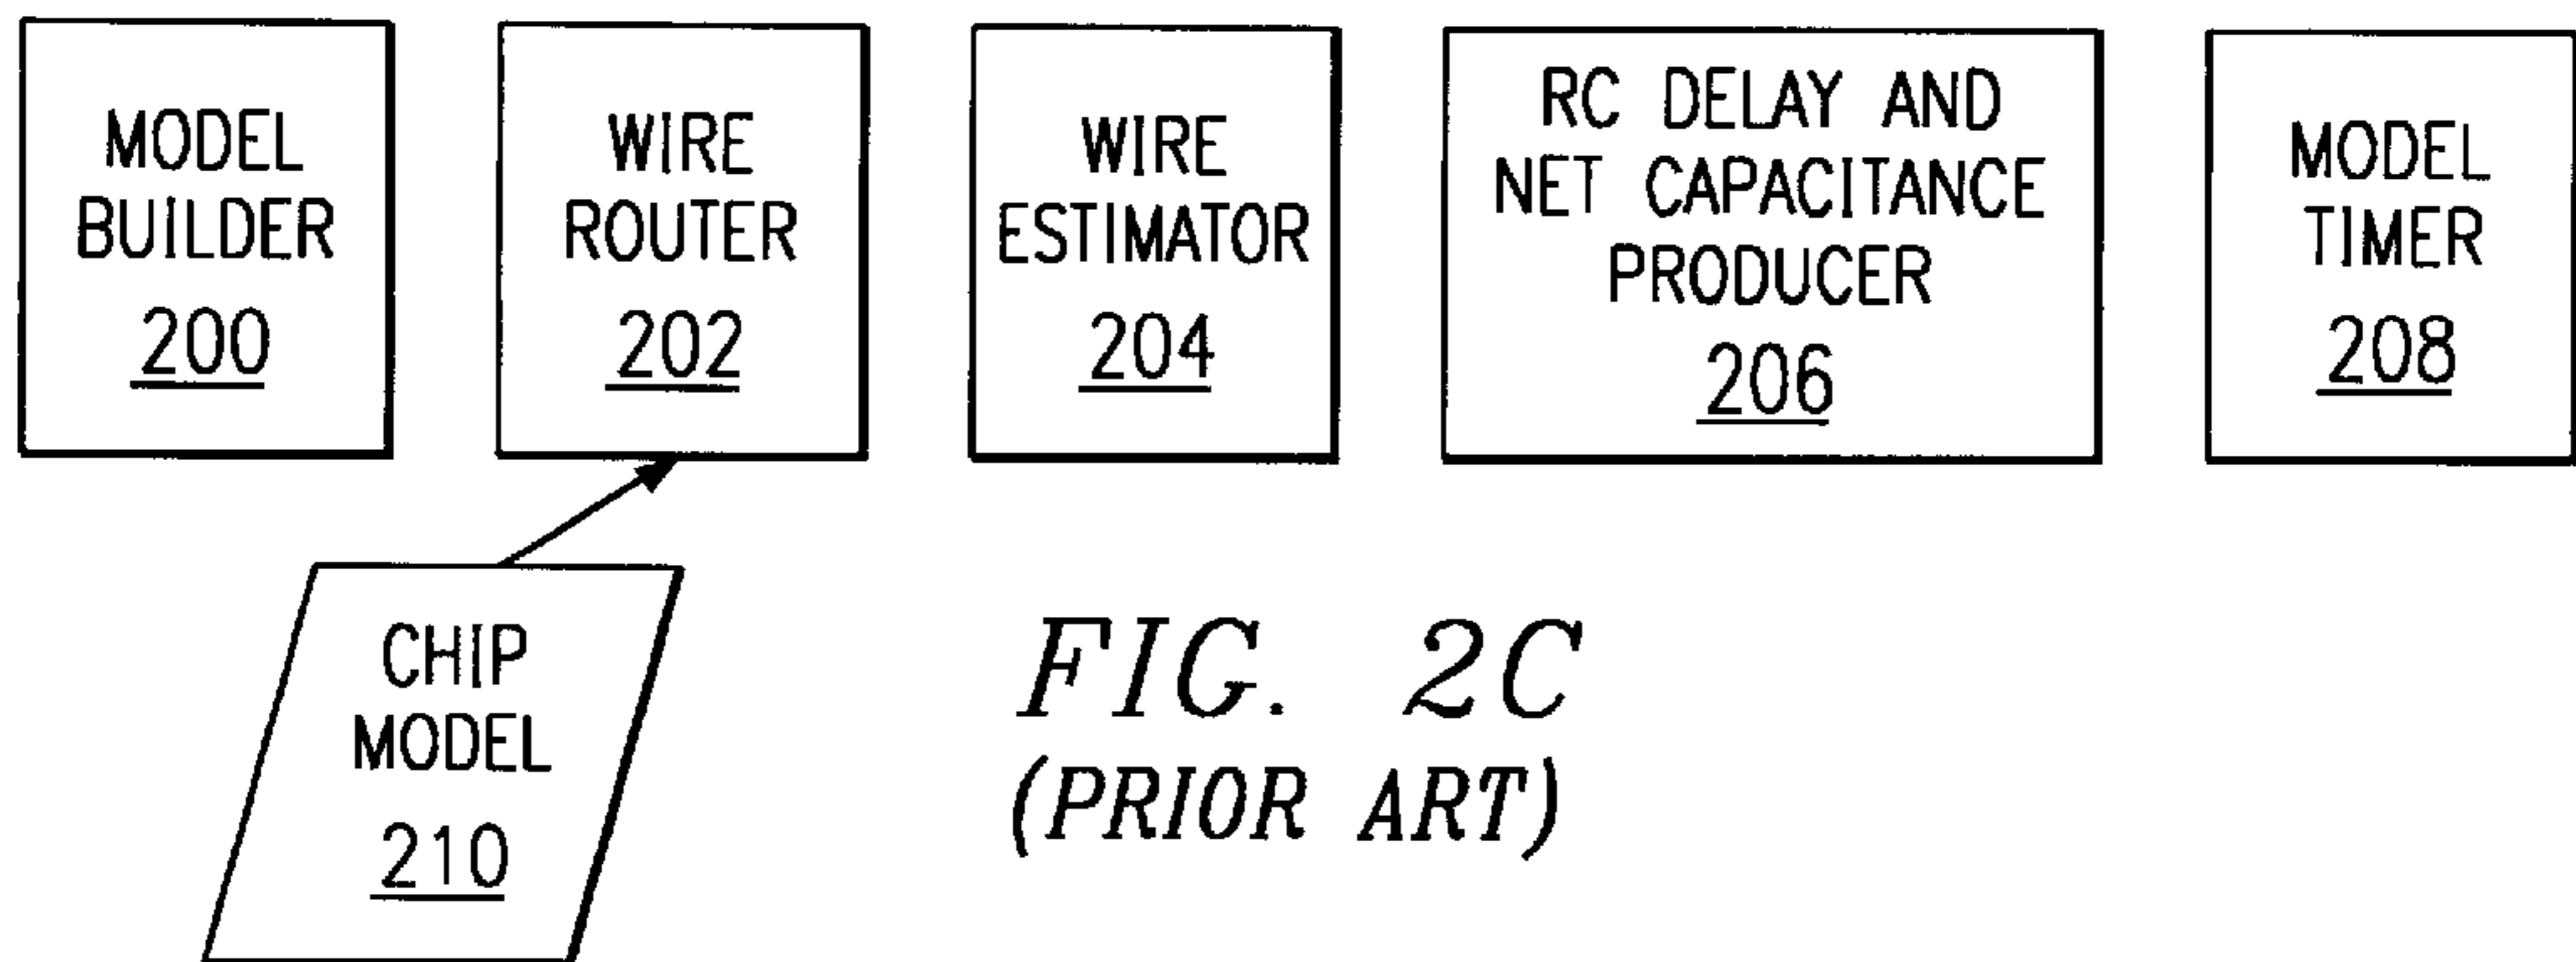 MODEL
BUILDER
200
WIRE
ROUTER
202
WIRE
ESTIMATOR
204
RC DELAY AND
NET CAPACITANCE
PRODUCER
206
MODEL
TIMER
208
CHIP
MODEL
210
FIG. 2C
(PRIOR ART)